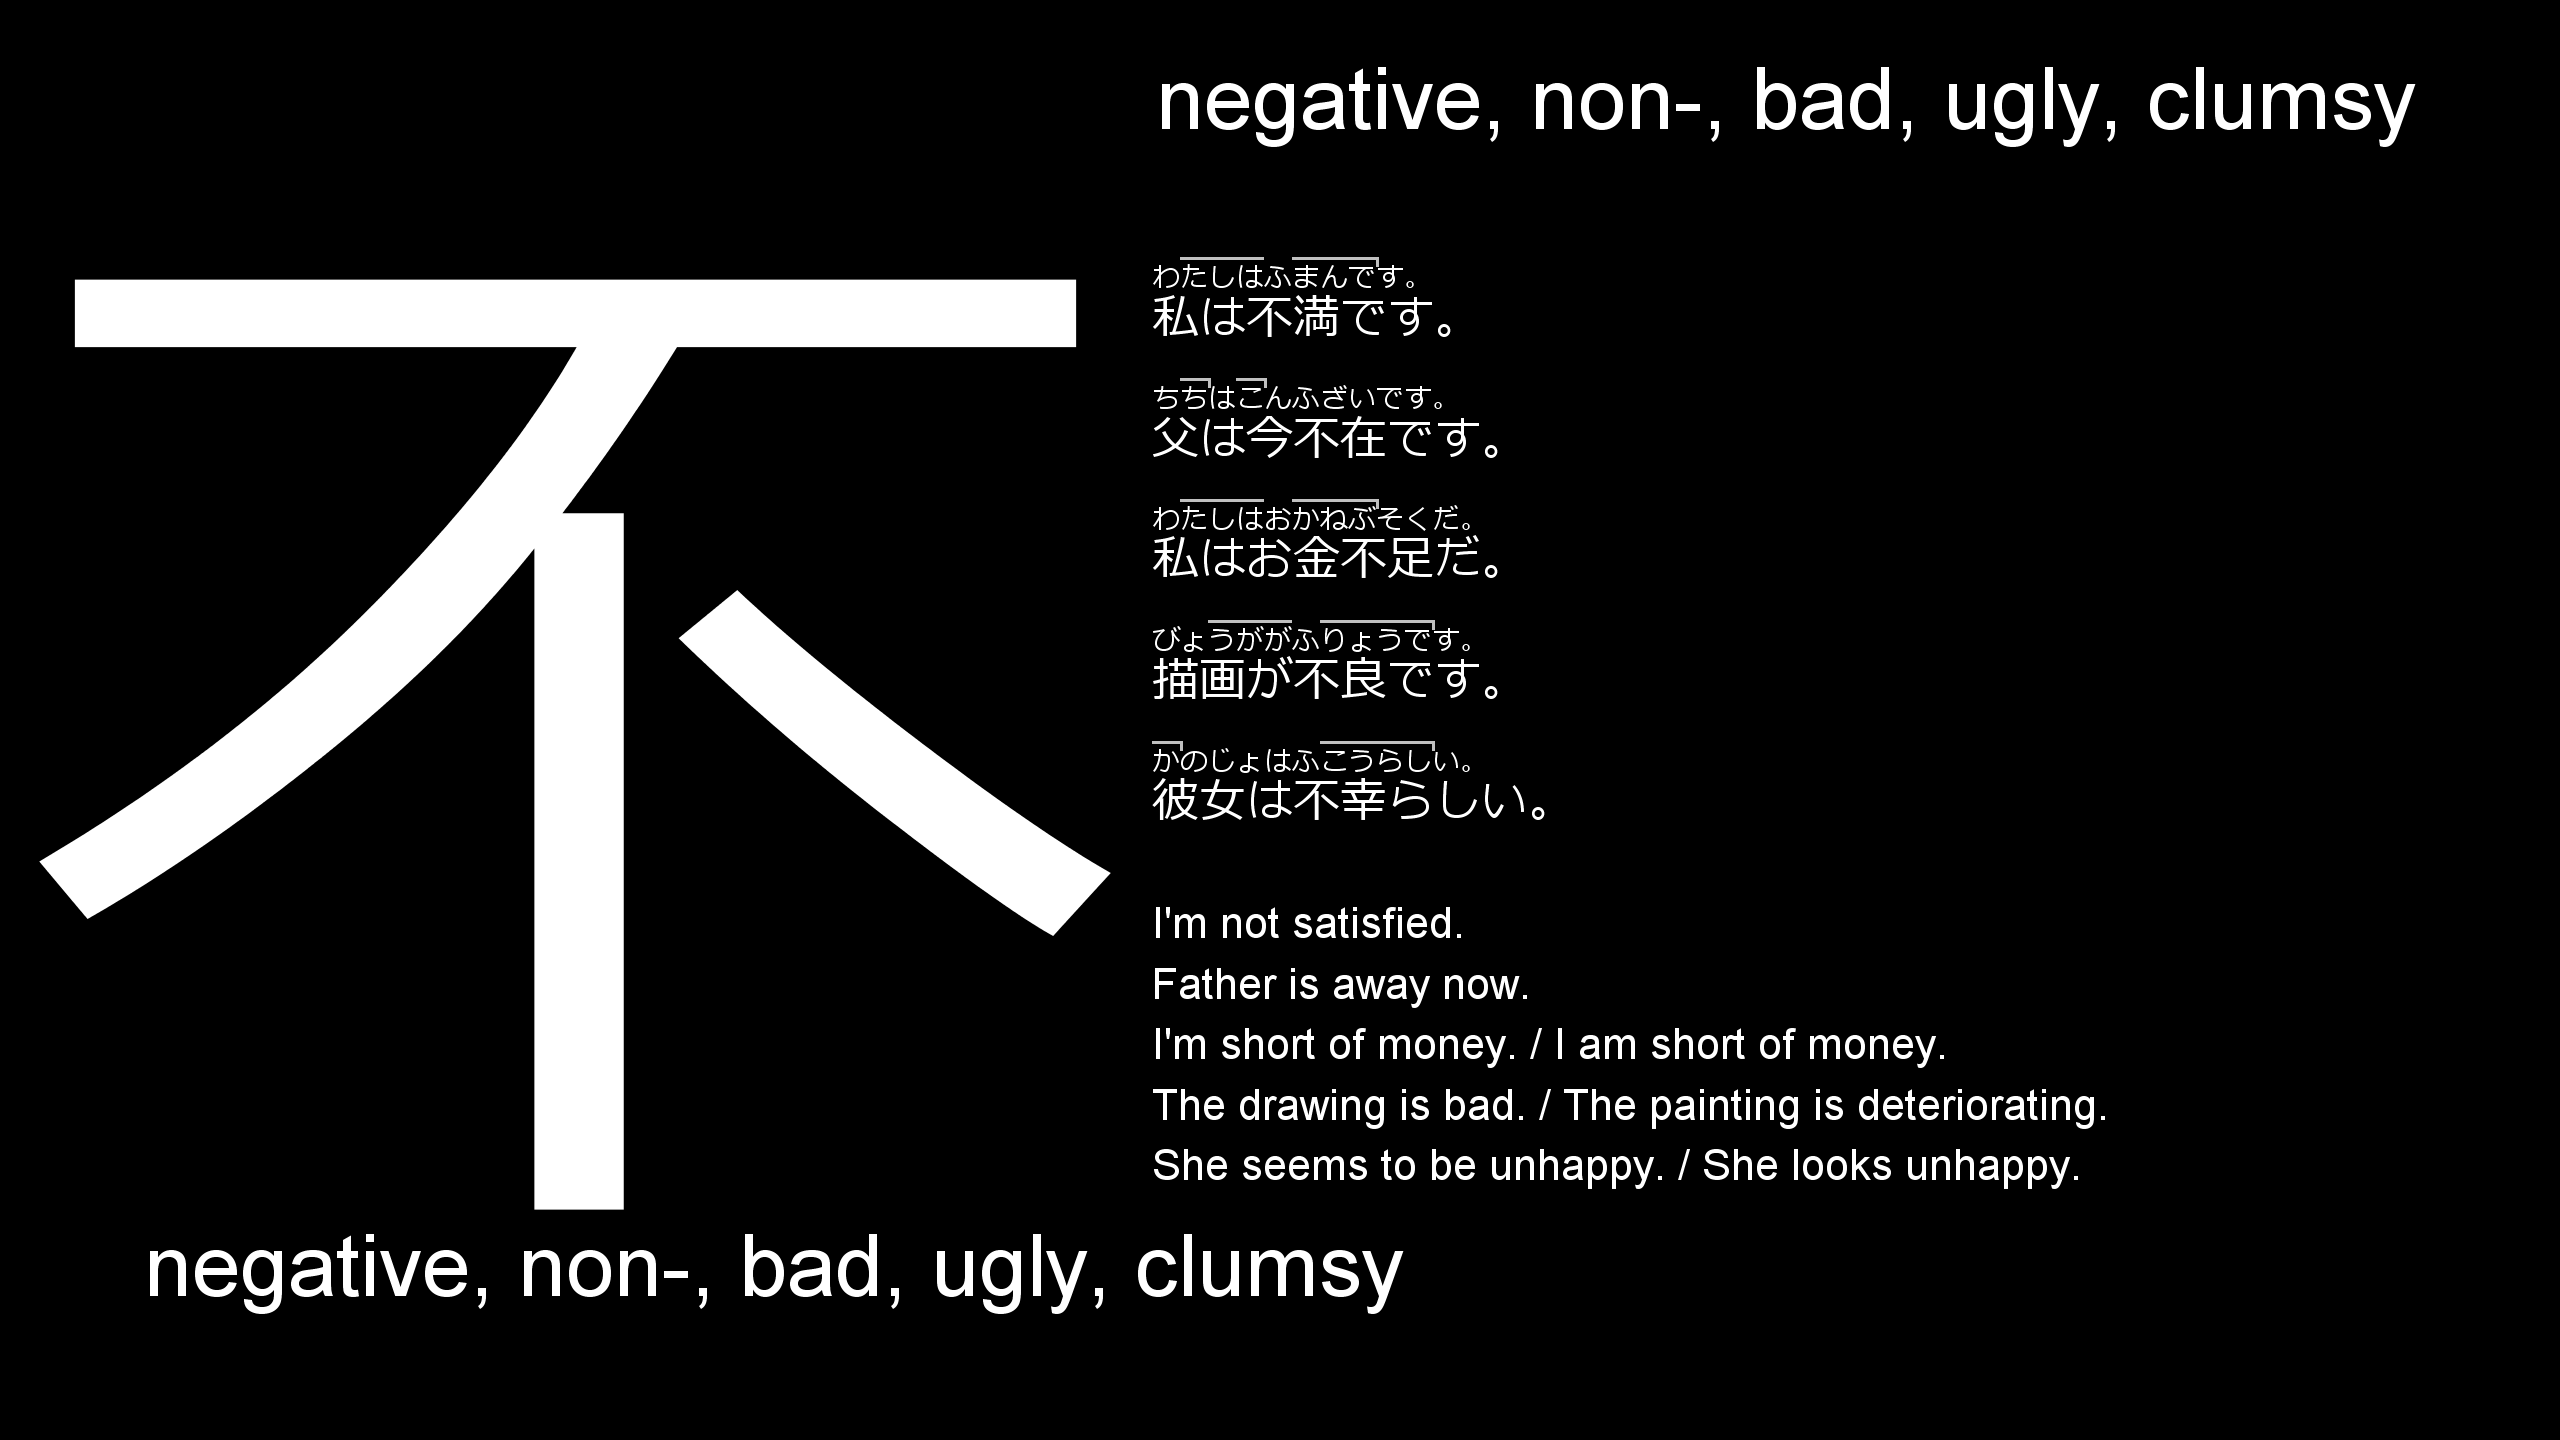 negative, non-, bad, ugly, clumsy
不
わたしはふまんです。
私は不満です。
ちちはこんふざいです。
父は今不在です。
わたしはおかねぶそくだ。
私はお金不足だ。
びょうががふりょうです。
描画が不良です。
かのじょはふこうらしい。
彼女は不幸らしい。
I'm not satisfied.
Father is away now.
I'm short of money. / I am short of money.
The drawing is bad. / The painting is deteriorating.
She seems to be unhappy. / She looks unhappy.
negative, non-, bad, ugly, clumsy